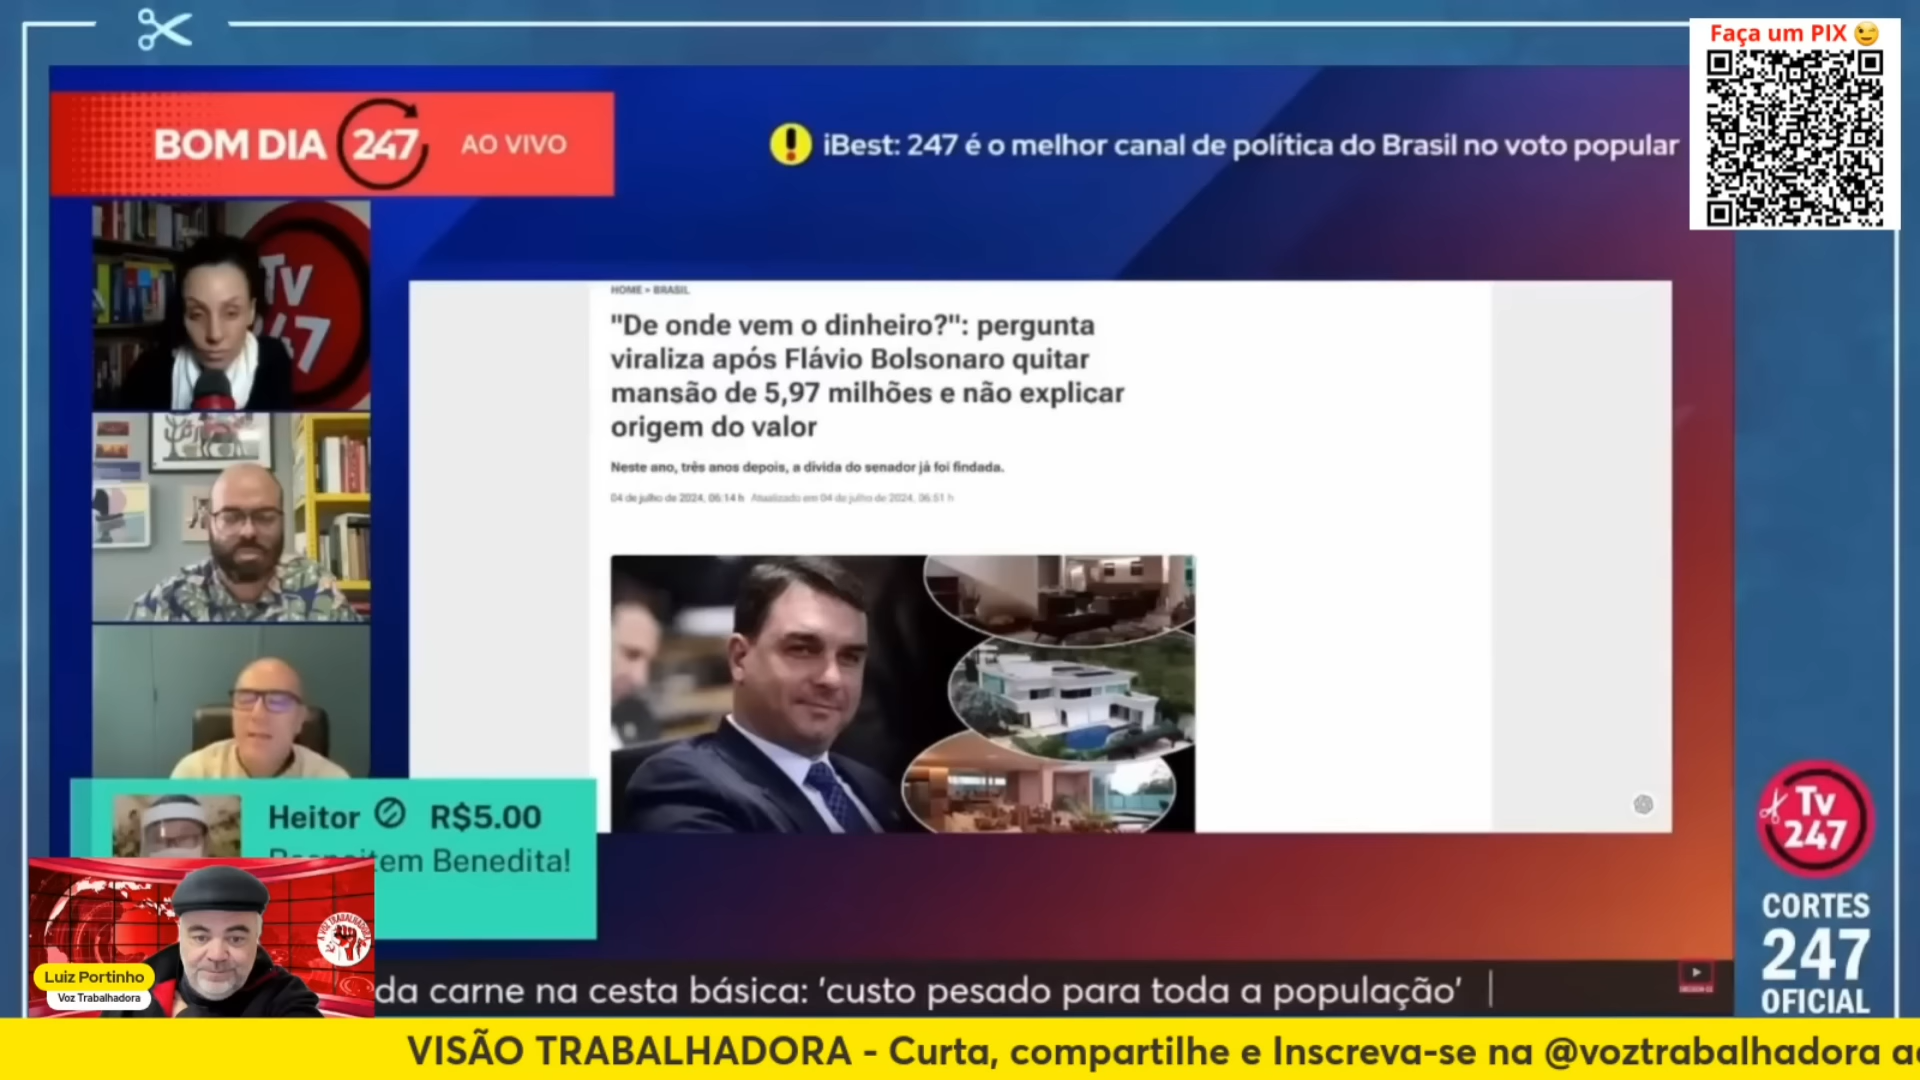 Faça um PIX 😉
BOM DIA 247 AO VIVO
iBest: 247 é o melhor canal de política do Brasil no voto popular
TV
247
HOME > BRASIL
"De onde vem o dinheiro?": pergunta
viraliza após Flávio Bolsonaro quitar
mansão de 5,97 milhões e não explicar
origem do valor
Neste ano, três anos depois, a dívida do senador já foi findada.
04 de julho de 2024, 06:14 h Atualizado em 04 de julho de 2024, 06:51 h
Heitor R$5.00
Respeitem Benedita!
A VOZ TRABALHADORA
Luiz Portinho
Voz Trabalhadora
da carne na cesta básica: 'custo pesado para toda a população'
Tv
247
CORTES
247
OFICIAL
VISÃO TRABALHADORA - Curta, compartilhe e Inscreva-se na @voztrabalhadora